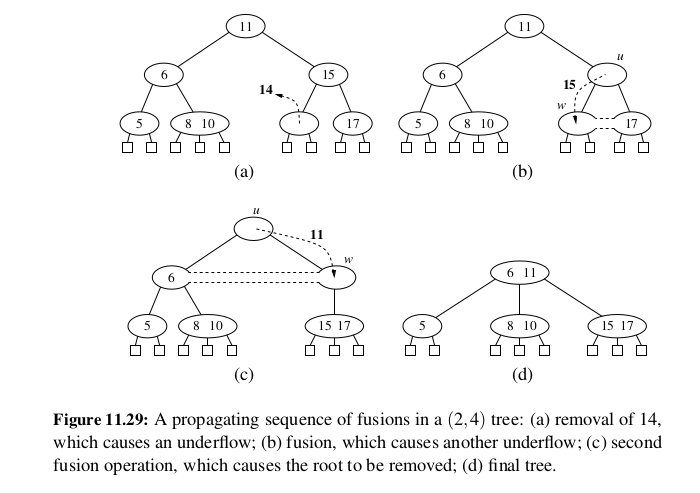 11
11
u
6
15
6
14
15
w
5
8 10
17
5
8 10
17
(a)
(b)
u
11
w
6
6 11
5
8 10
15 17
5
8 10
15 17
(c)
(d)
Figure 11.29: A propagating sequence of fusions in a (2,4) tree: (a) removal of 14,
which causes an underflow; (b) fusion, which causes another underflow; (c) second
fusion operation, which causes the root to be removed; (d) final tree.